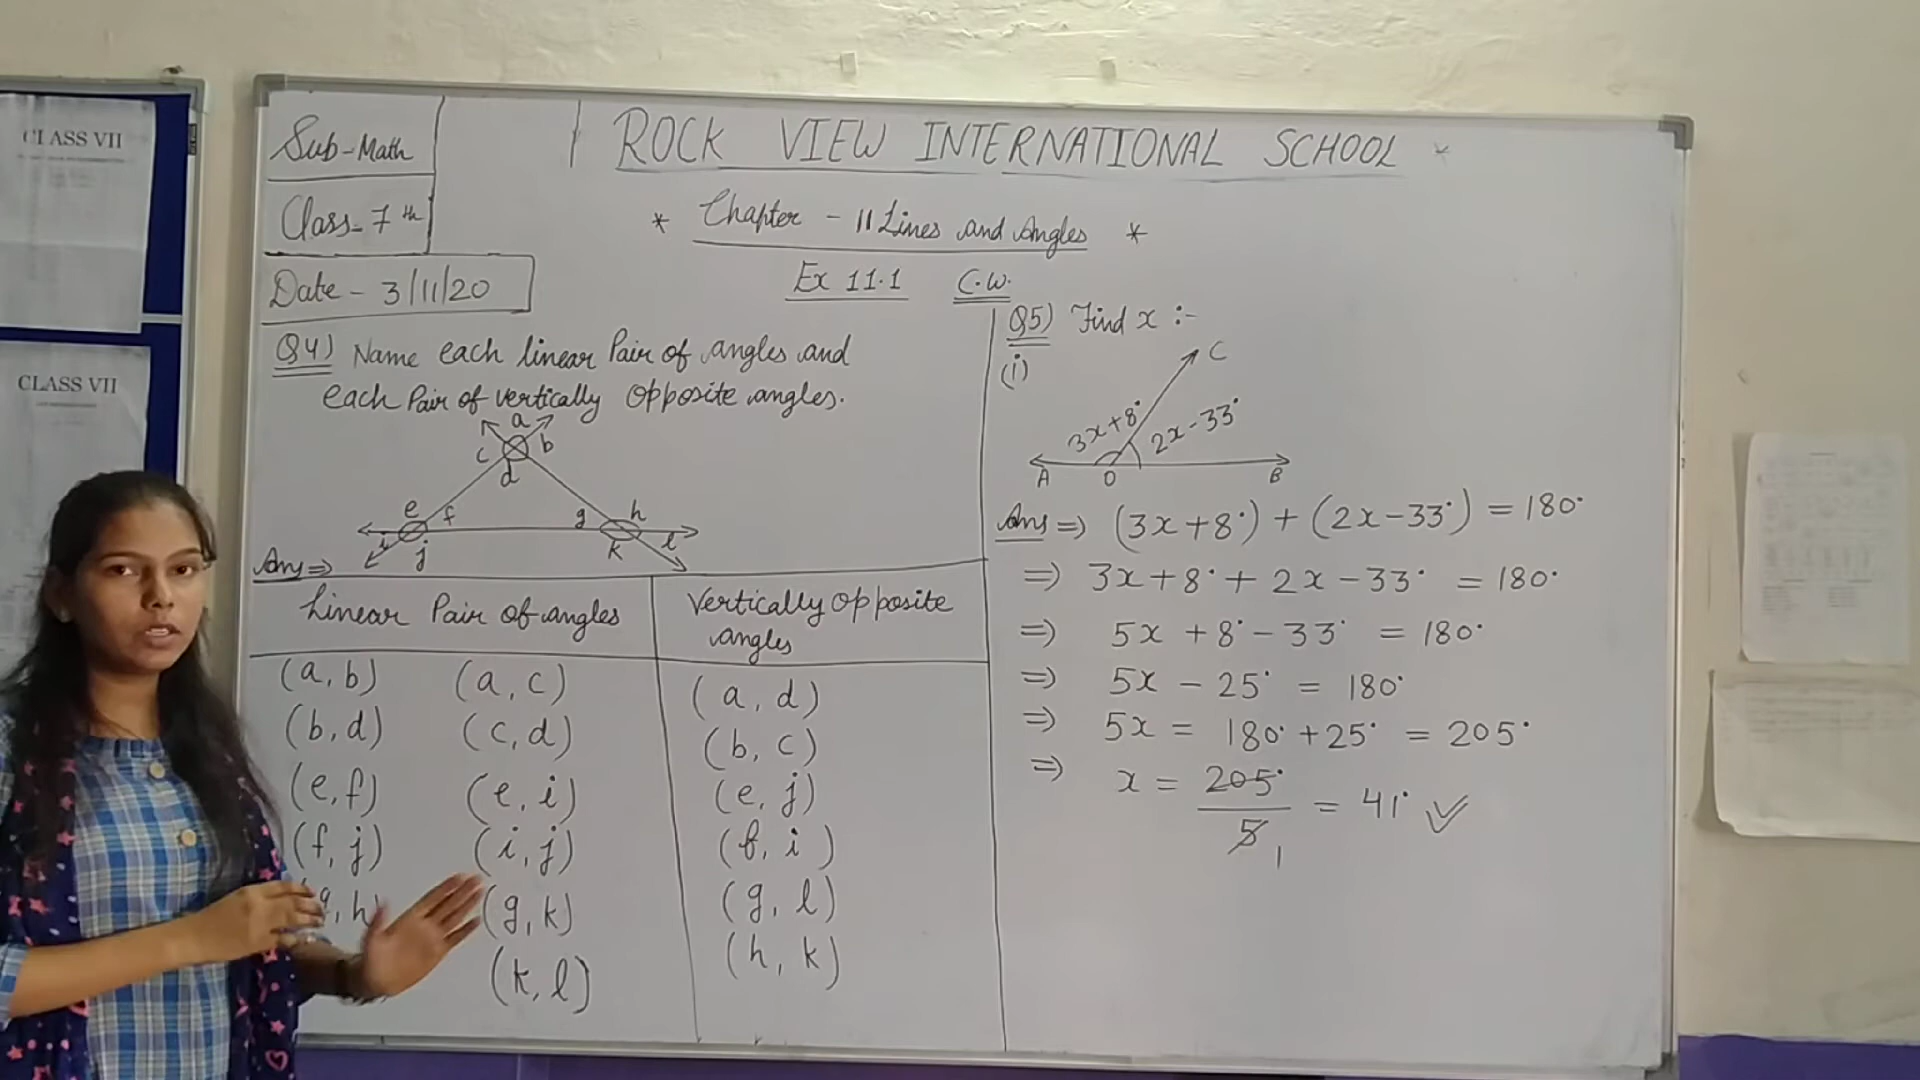 CLASS VII
CLASS VII
Sub-Math
Class-7th
Date - 3/11/20
ROCK VIEW INTERNATIONAL SCHOOL
* Chapter - 11 Lines and Angles *
Ex 11.1 C.W.
Q4) Name each linear Pair of angles and
each Pair of vertically opposite angles.
a
c b
d
e f g h
i j k l
Ans =>
Linear Pair of angles
(a, b) (a, c)
(b, d) (c, d)
(e, f) (e, i)
(f, j) (i, j)
(g, h) (g, k)
(k, l)
Vertically opposite
angles
(a, d)
(b, c)
(e, j)
(f, i)
(g, l)
(h, k)
Q5) Find x :-
(i)
C
3x+8° 2x-33°
A O B
Ans => (3x+8°) + (2x-33°) = 180°
=> 3x+8° + 2x-33° = 180°
=> 5x +8°-33° = 180°
=> 5x - 25° = 180°
=> 5x = 180° +25° = 205°
=> x = 205°/5 = 41°
1